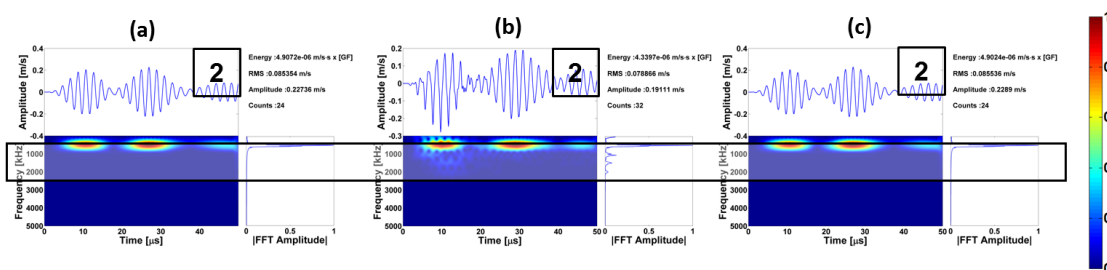 (a)
(b)
(c)
Amplitude [m/s]
0.4
0.2
0
-0.2
-0.4
2
Energy :4.9072e-06 m/s·s x [GF]
RMS :0.085354 m/s
Amplitude :0.22736 m/s
Counts :24
Frequency [kHz]
1000
2000
3000
4000
5000
0 10 20 30 40
Time [µs]
0 1
|FFT Amplitude|
Amplitude [m/s]
0.2
0.1
0
-0.1
-0.2
-0.3
2
Energy :4.3397e-06 m/s·s x [GF]
RMS :0.078866 m/s
Amplitude :0.19111 m/s
Counts :32
Frequency [kHz]
1000
2000
3000
4000
5000
0 10 20 30 40 50
Time [µs]
0 1
|FFT Amplitude|
Amplitude [m/s]
0.4
0.2
0
-0.2
-0.4
2
Energy :4.9024e-06 m/s·s x [GF]
RMS :0.085536 m/s
Amplitude :0.2289 m/s
Counts :24
Frequency [kHz]
1000
2000
3000
4000
5000
0 10 20 30 40 50
Time [µs]
0 1
|FFT Amplitude|